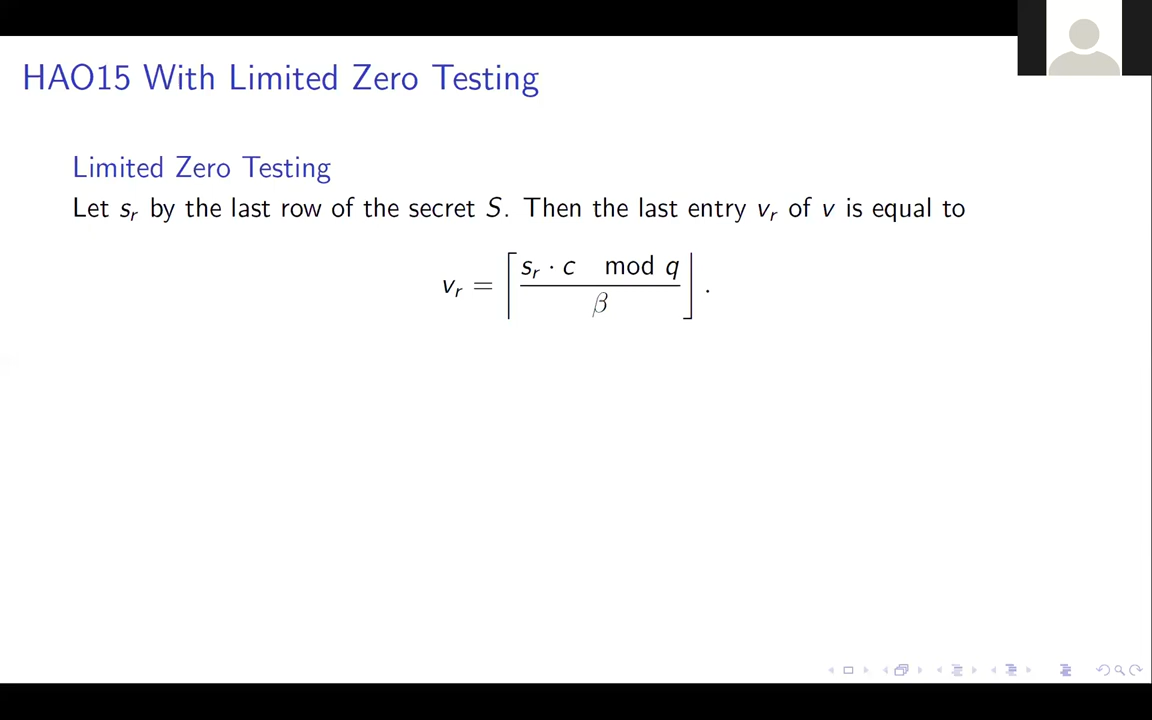 HAO15 With Limited Zero Testing
Limited Zero Testing
Let s_r by the last row of the secret S. Then the last entry v_r of v is equal to
v_r = ⌈ (s_r · c mod q) / β ⌋ .